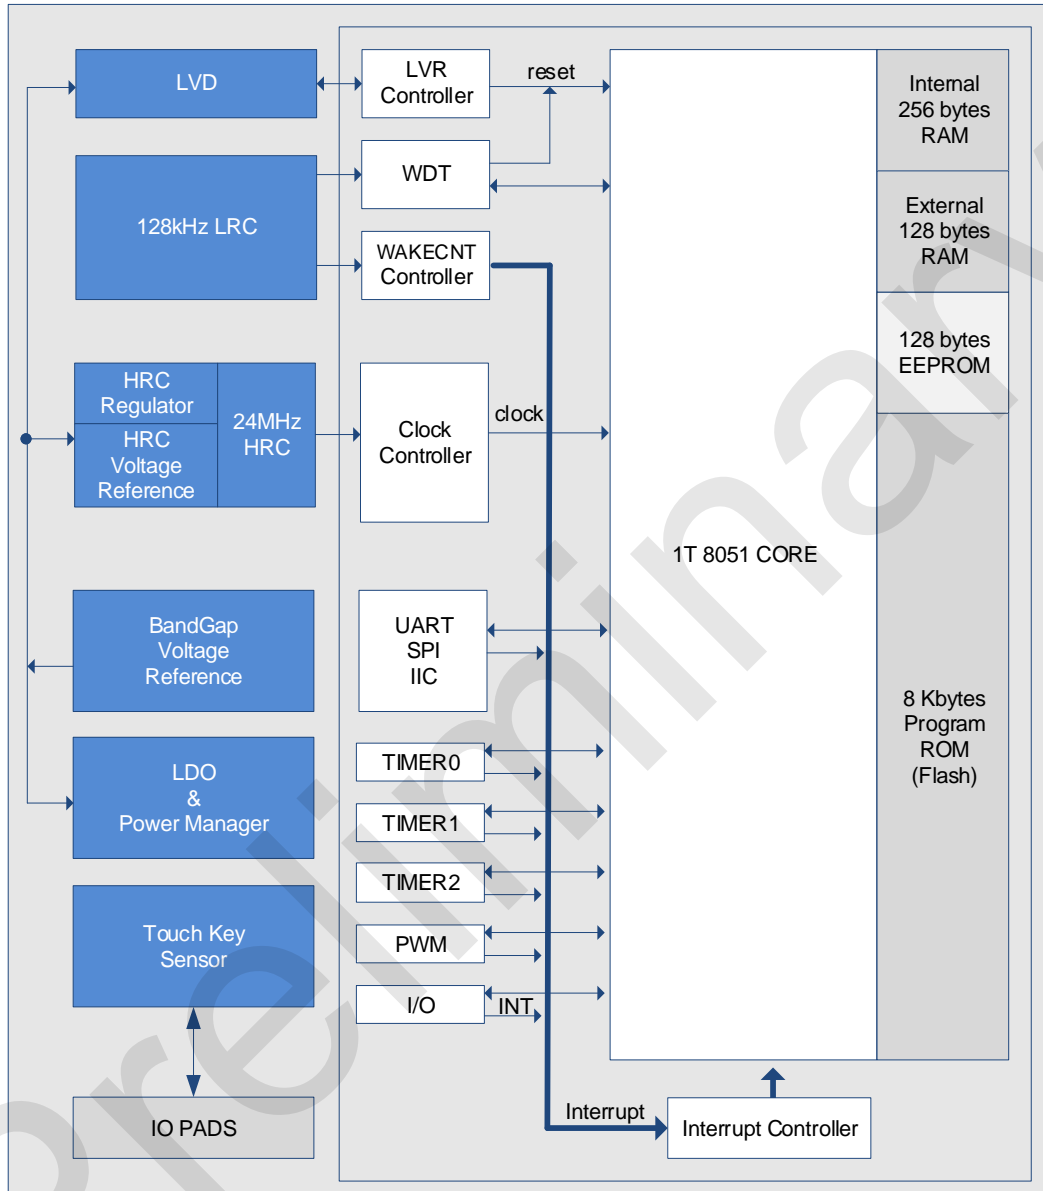 LVD
128kHz LRC
HRC
Regulator
HRC
Voltage
Reference
24MHz
HRC
BandGap
Voltage
Reference
LDO
&
Power Manager
Touch Key
Sensor
IO PADS
LVR
Controller
reset
WDT
WAKECNT
Controller
Clock
Controller
clock
UART
SPI
IIC
TIMER0
TIMER1
TIMER2
PWM
I/O
INT
Interrupt
Interrupt Controller
1T 8051 CORE
Internal
256 bytes
RAM
External
128 bytes
RAM
128 bytes
EEPROM
8 Kbytes
Program
ROM
(Flash)
Preliminary